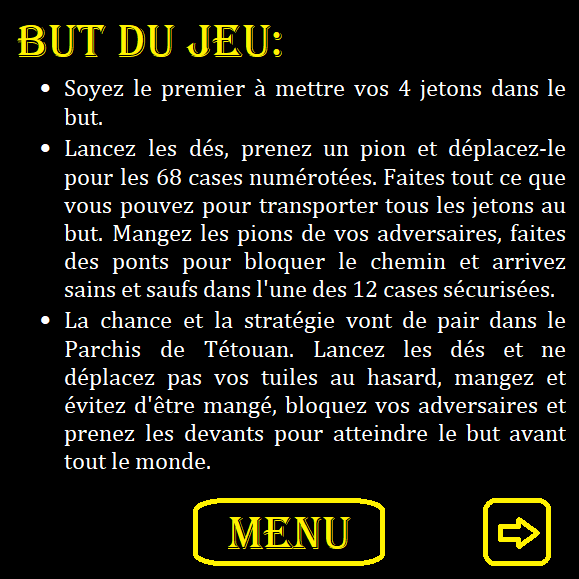 BUT DU JEU:
• Soyez le premier à mettre vos 4 jetons dans le
but.
• Lancez les dés, prenez un pion et déplacez-le
pour les 68 cases numérotées. Faites tout ce que
vous pouvez pour transporter tous les jetons au
but. Mangez les pions de vos adversaires, faites
des ponts pour bloquer le chemin et arrivez
sains et saufs dans l'une des 12 cases sécurisées.
• La chance et la stratégie vont de pair dans le
Parchis de Tétouan. Lancez les dés et ne
déplacez pas vos tuiles au hasard, mangez et
évitez d'être mangé, bloquez vos adversaires et
prenez les devants pour atteindre le but avant
tout le monde.
MENU